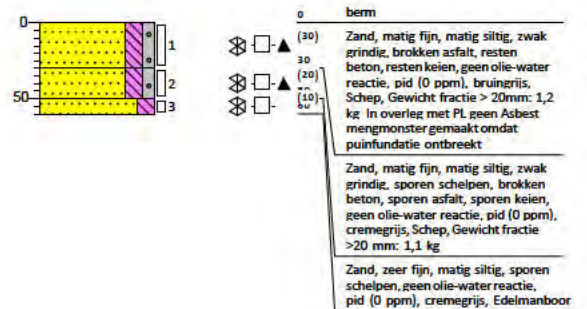 0
50
1
2
3
0
berm
(30)
30
(20)
(10)
60
Zand, matig fijn, matig siltig, zwak
grindig, brokken asfalt, resten
beton, resten keien, geen olie-water
reactie, pid (0 ppm), bruingrijs,
Schep, Gewicht fractie > 20mm: 1,2
kg In overleg met PL geen Asbest
mengmonster gemaakt omdat
puinfundatie ontbreekt
Zand, matig fijn, matig siltig, zwak
grindig, sporen schelpen, brokken
beton, sporen asfalt, sporen keien,
geen olie-water reactie, pid (0 ppm),
cremegrijs, Schep, Gewicht fractie
>20 mm: 1,1 kg
Zand, zeer fijn, matig siltig, sporen
schelpen, geen olie-water reactie,
pid (0 ppm), cremegrijs, Edelmanboor